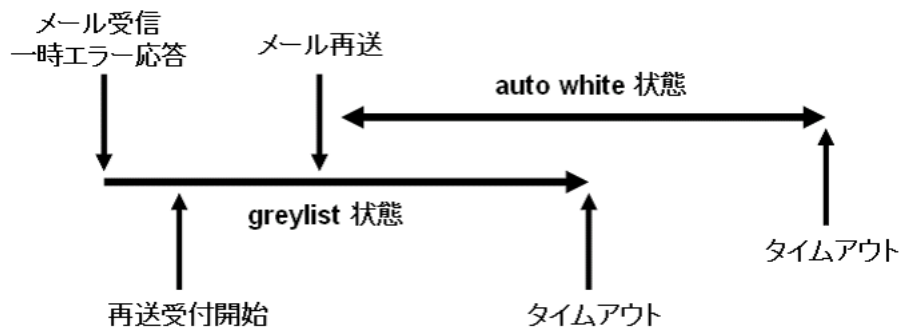 メール受信
一時エラー応答
メール再送
auto white 状態
greylist 状態
タイムアウト
再送受付開始
タイムアウト